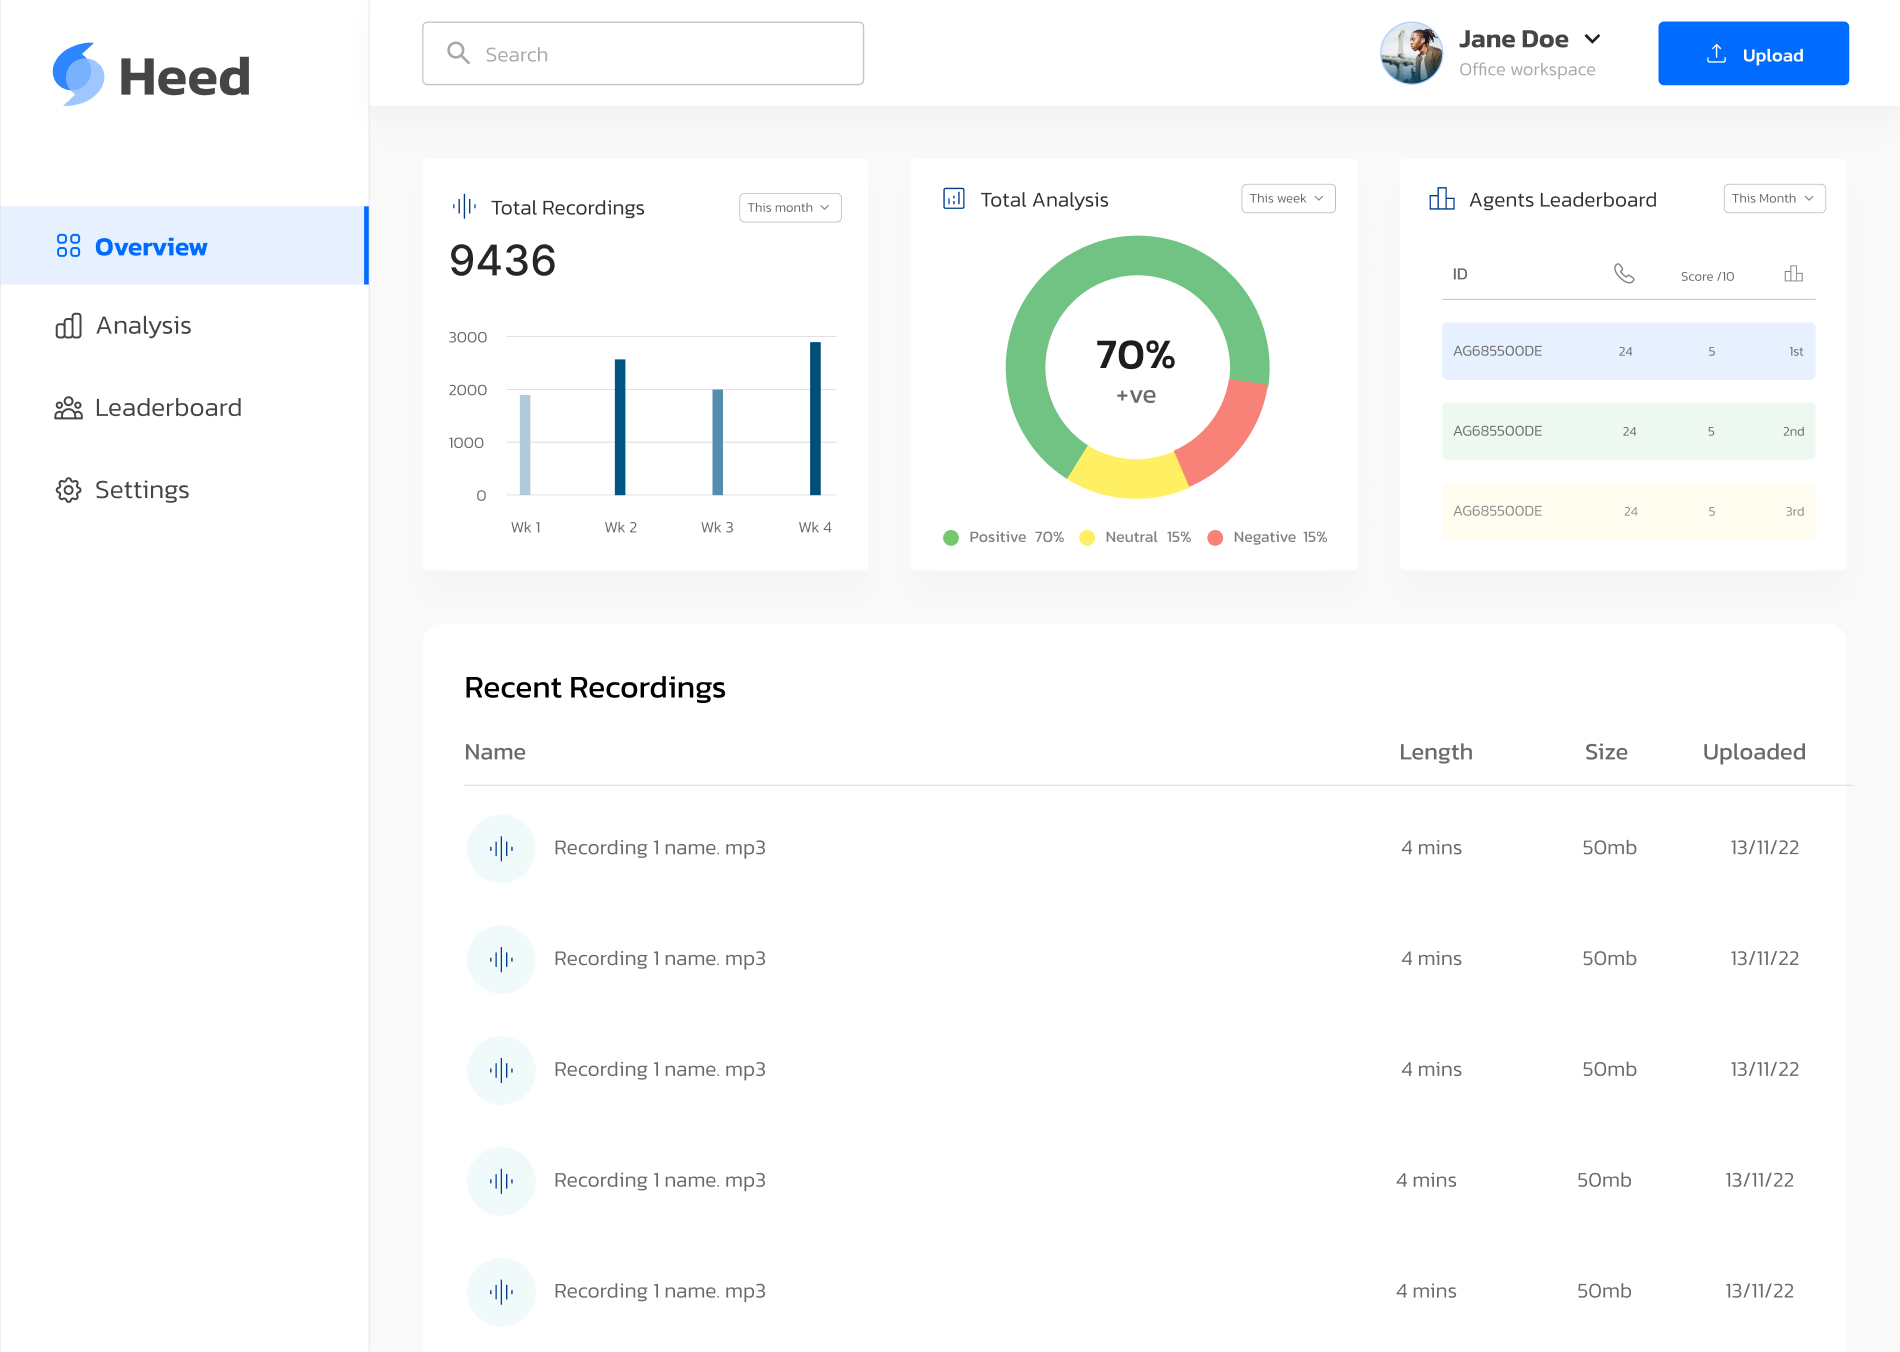 Heed
Search
Jane Doe
Office workspace
Upload
Overview
Analysis
Leaderboard
Settings
Total Recordings
This month
9436
3000
2000
1000
0
Wk 1
Wk 2
Wk 3
Wk 4
Total Analysis
This week
70%
+ve
Positive 70%
Neutral 15%
Negative 15%
Agents Leaderboard
This Month
ID Score /10
AG68550ODE 24 5 1st
AG68550ODE 24 5 2nd
AG68550ODE 24 5 3rd
Recent Recordings
Name Length Size Uploaded
Recording 1 name. mp3 4 mins 50mb 13/11/22
Recording 1 name. mp3 4 mins 50mb 13/11/22
Recording 1 name. mp3 4 mins 50mb 13/11/22
Recording 1 name. mp3 4 mins 50mb 13/11/22
Recording 1 name. mp3 4 mins 50mb 13/11/22